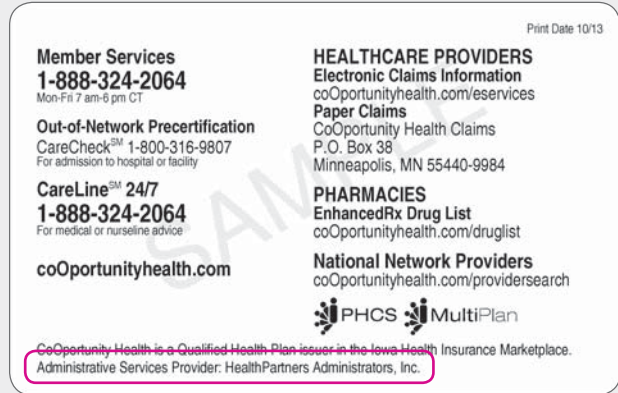 Print Date 10/13
Member Services
1-888-324-2064
Mon-Fri 7 am-6 pm CT
Out-of-Network Precertification
CareCheck℠ 1-800-316-9807
For admission to hospital or facility
CareLine℠ 24/7
1-888-324-2064
For medical or nurseline advice
coOportunityhealth.com
HEALTHCARE PROVIDERS
Electronic Claims Information
coOportunityhealth.com/eservices
Paper Claims
CoOportunity Health Claims
P.O. Box 38
Minneapolis, MN 55440-9984
PHARMACIES
EnhancedRx Drug List
coOportunityhealth.com/druglist
National Network Providers
coOportunityhealth.com/providersearch
PHCS MultiPlan
CoOportunity Health is a Qualified Health Plan issuer in the Iowa Health Insurance Marketplace.
Administrative Services Provider: HealthPartners Administrators, Inc.
SAMPLE